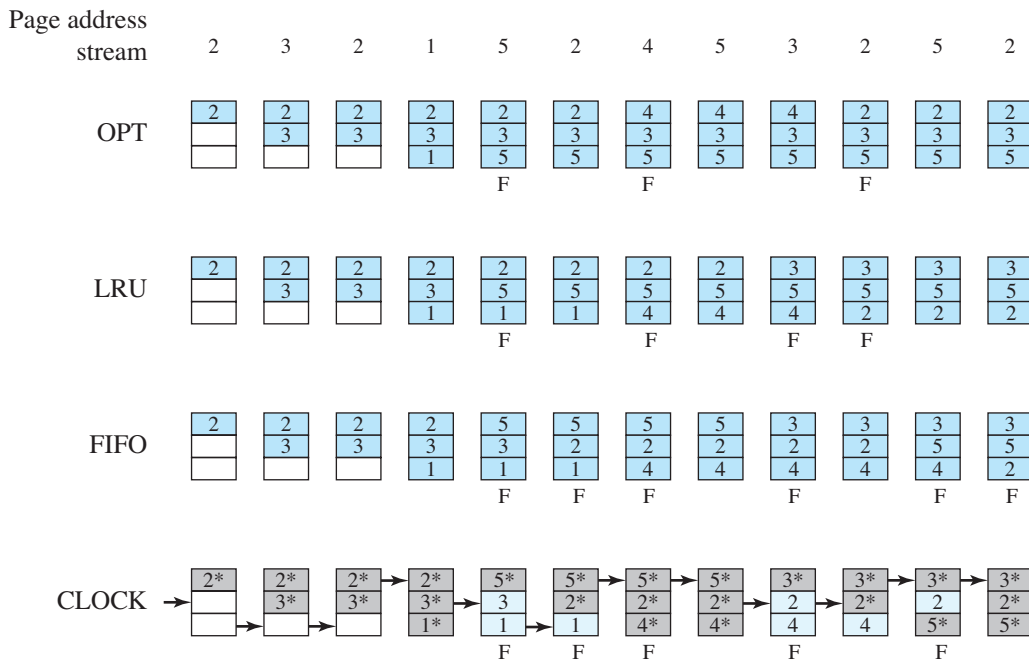 Page address
stream 2 3 2 1 5 2 4 5 3 2 5 2
OPT
2 2 2 2 2 2 4 4 4 2 2 2
3 3 3 3 3 3 3 3 3 3 3
1 5 5 5 5 5 5 5 5
F F F
LRU
2 2 2 2 2 2 2 2 3 3 3 3
3 3 3 5 5 5 5 5 5 5 5
1 1 1 4 4 4 2 2 2
F F F F
FIFO
2 2 2 2 5 5 5 5 3 3 3 3
3 3 3 3 2 2 2 2 2 5 5
1 1 1 4 4 4 4 4 2
F F F F F F
CLOCK
2* 2* 2* 2* 5* 5* 5* 5* 3* 3* 3* 3*
3* 3* 3* 3 2* 2* 2* 2 2* 2 2*
1* 1 1 4* 4* 4 4 5* 5*
F F F F F